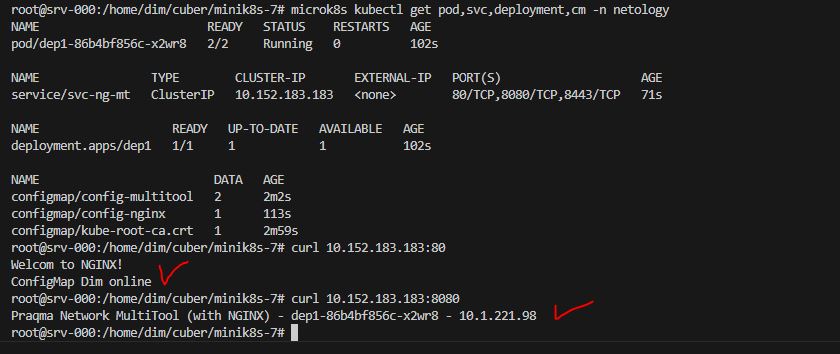 root@srv-000:/home/dim/cuber/minik8s-7# microk8s kubectl get pod,svc,deployment,cm -n netology
NAME READY STATUS RESTARTS AGE
pod/dep1-86b4bf856c-x2wr8 2/2 Running 0 102s
NAME TYPE CLUSTER-IP EXTERNAL-IP PORT(S) AGE
service/svc-ng-mt ClusterIP 10.152.183.183 <none> 80/TCP,8080/TCP,8443/TCP 71s
NAME READY UP-TO-DATE AVAILABLE AGE
deployment.apps/dep1 1/1 1 1 102s
NAME DATA AGE
configmap/config-multitool 2 2m2s
configmap/config-nginx 1 113s
configmap/kube-root-ca.crt 1 2m59s
root@srv-000:/home/dim/cuber/minik8s-7# curl 10.152.183.183:80
Welcom to NGINX!
ConfigMap Dim online
root@srv-000:/home/dim/cuber/minik8s-7# curl 10.152.183.183:8080
Praqma Network MultiTool (with NGINX) - dep1-86b4bf856c-x2wr8 - 10.1.221.98
root@srv-000:/home/dim/cuber/minik8s-7#